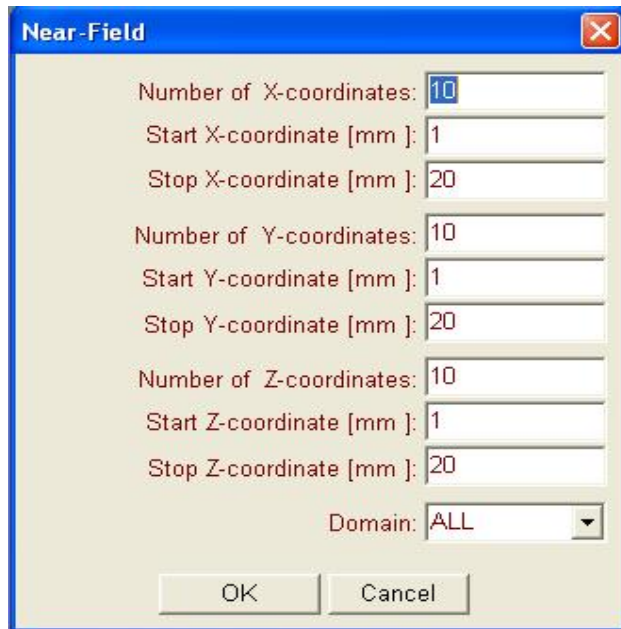 Near-Field
Number of X-coordinates: 10
Start X-coordinate [mm ]: 1
Stop X-coordinate [mm ]: 20
Number of Y-coordinates: 10
Start Y-coordinate [mm ]: 1
Stop Y-coordinate [mm ]: 20
Number of Z-coordinates: 10
Start Z-coordinate [mm ]: 1
Stop Z-coordinate [mm ]: 20
Domain: ALL
OK Cancel